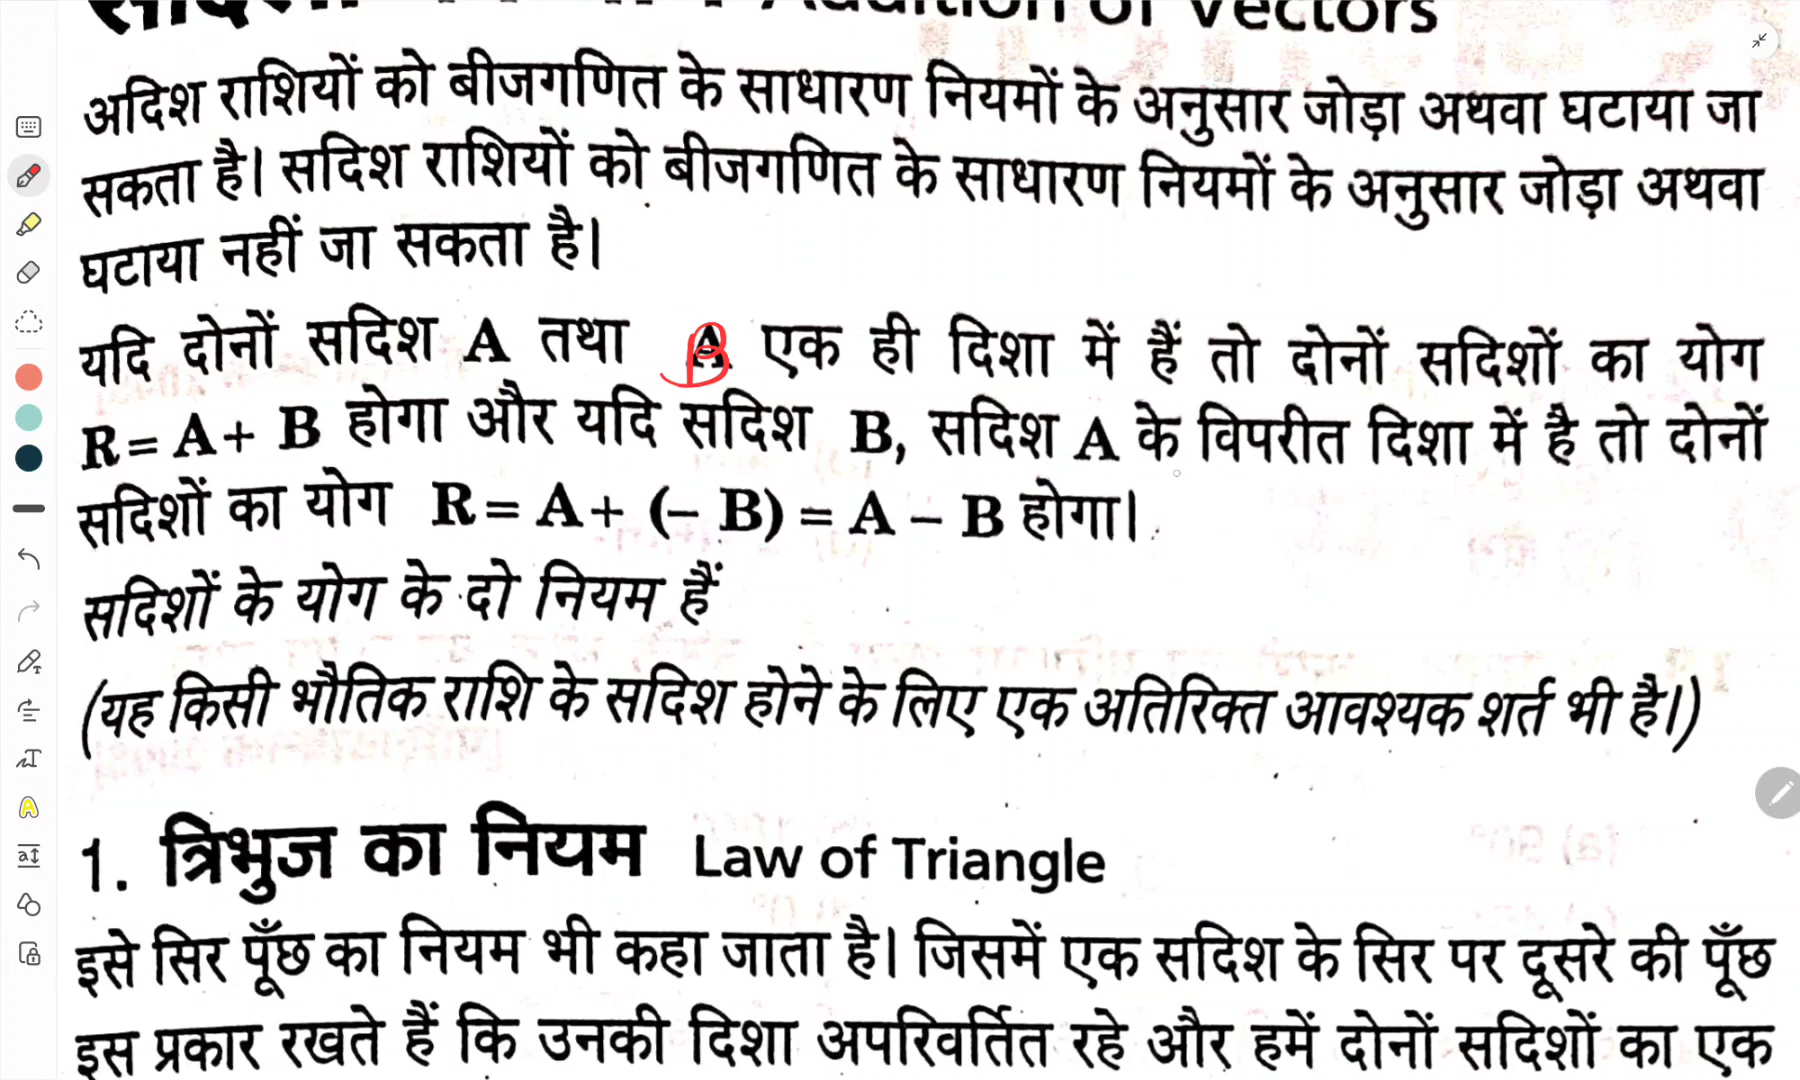 Addition of Vectors
अदिश राशियों को बीजगणित के साधारण नियमों के अनुसार जोड़ा अथवा घटाया जा
सकता है। सदिश राशियों को बीजगणित के साधारण नियमों के अनुसार जोड़ा अथवा
घटाया नहीं जा सकता है।
यदि दोनों सदिश A तथा B एक ही दिशा में हैं तो दोनों सदिशों का योग
R = A + B होगा और यदि सदिश B, सदिश A के विपरीत दिशा में है तो दोनों
सदिशों का योग R = A + (– B) = A – B होगा।
सदिशों के योग के दो नियम हैं
(यह किसी भौतिक राशि के सदिश होने के लिए एक अतिरिक्त आवश्यक शर्त भी है।)
1. त्रिभुज का नियम Law of Triangle
इसे सिर पूँछ का नियम भी कहा जाता है। जिसमें एक सदिश के सिर पर दूसरे की पूँछ
इस प्रकार रखते हैं कि उनकी दिशा अपरिवर्तित रहे और हमें दोनों सदिशों का एक